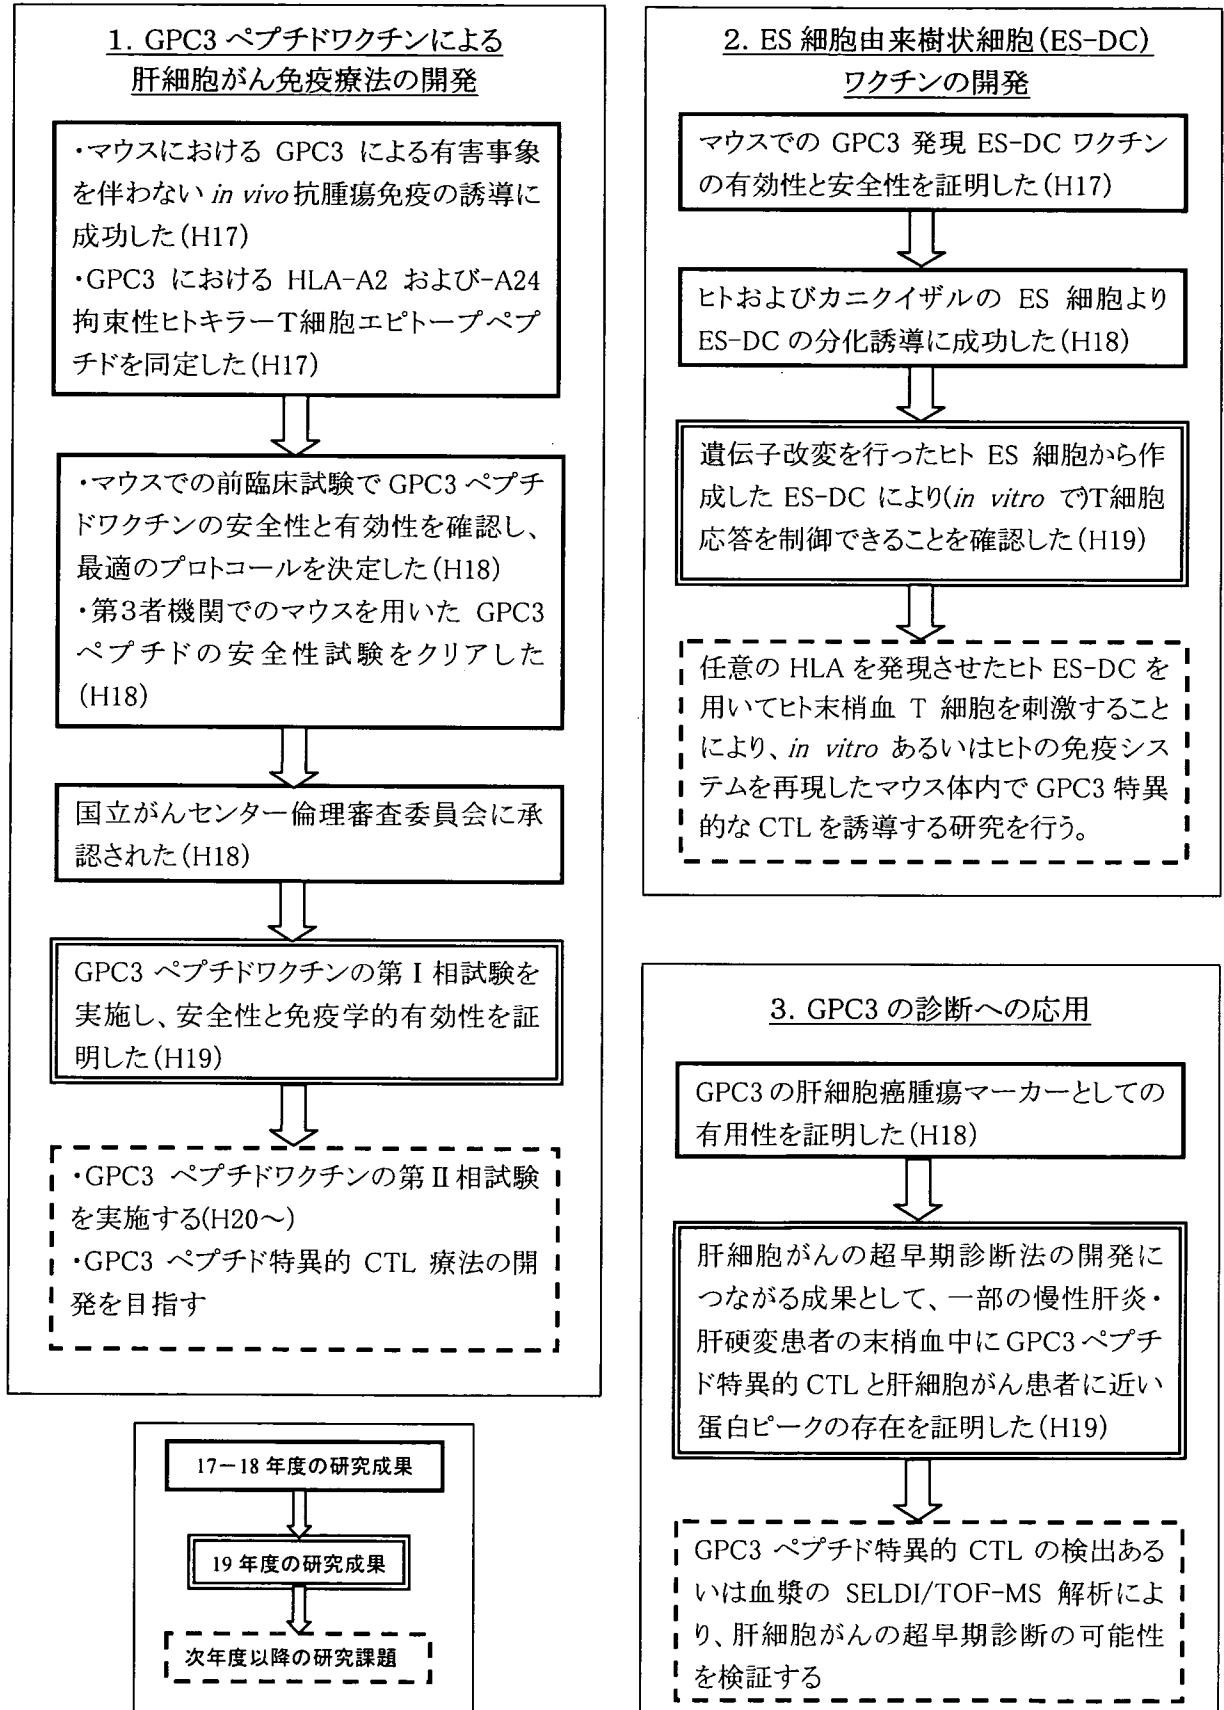 1. GPC3 ペプチドワクチンによる
肝細胞がん免疫療法の開発
・マウスにおける GPC3 による有害事象
を伴わない in vivo 抗腫瘍免疫の誘導に
成功した(H17)
・GPC3 における HLA-A2 および-A24
拘束性ヒトキラーT細胞エピトープペプ
チドを同定した(H17)
・マウスでの前臨床試験で GPC3 ペプチ
ドワクチンの安全性と有効性を確認し、
最適のプロトコールを決定した(H18)
・第3者機関でのマウスを用いた GPC3
ペプチドの安全性試験をクリアした
(H18)
国立がんセンター倫理審査委員会に承
認された(H18)
GPC3 ペプチドワクチンの第 I 相試験を
実施し、安全性と免疫学的有効性を証
明した(H19)
・GPC3 ペプチドワクチンの第 II 相試験
を実施する(H20～)
・GPC3 ペプチド特異的 CTL 療法の開
発を目指す
17－18 年度の研究成果
19 年度の研究成果
次年度以降の研究課題
2. ES 細胞由来樹状細胞(ES-DC)
ワクチンの開発
マウスでの GPC3 発現 ES-DC ワクチン
の有効性と安全性を証明した(H17)
ヒトおよびカニクイザルの ES 細胞より
ES-DC の分化誘導に成功した(H18)
遺伝子改変を行ったヒト ES 細胞から作
成した ES-DC により(in vitro で)T細胞
応答を制御できることを確認した(H19)
任意の HLA を発現させたヒト ES-DC を
用いてヒト末梢血 T 細胞を刺激すること
により、in vitro あるいはヒトの免疫シス
テムを再現したマウス体内で GPC3 特異
的な CTL を誘導する研究を行う。
3. GPC3 の診断への応用
GPC3 の肝細胞癌腫瘍マーカーとしての
有用性を証明した(H18)
肝細胞がんの超早期診断法の開発に
つながる成果として、一部の慢性肝炎・
肝硬変患者の末梢血中に GPC3 ペプチ
ド特異的 CTL と肝細胞がん患者に近い
蛋白ピークの存在を証明した(H19)
GPC3 ペプチド特異的 CTL の検出ある
いは血漿の SELDI/TOF-MS 解析によ
り、肝細胞がんの超早期診断の可能性
を検証する